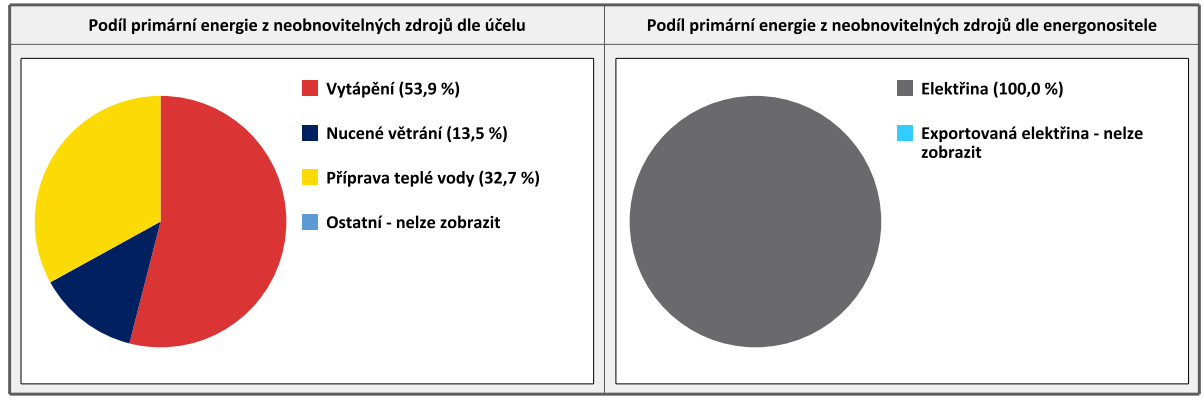 Podíl primární energie z neobnovitelných zdrojů dle účelu
Vytápění (53,9 %)
Nucené větrání (13,5 %)
Příprava teplé vody (32,7 %)
Ostatní - nelze zobrazit
Podíl primární energie z neobnovitelných zdrojů dle energonositele
Elektřina (100,0 %)
Exportovaná elektřina - nelze
zobrazit